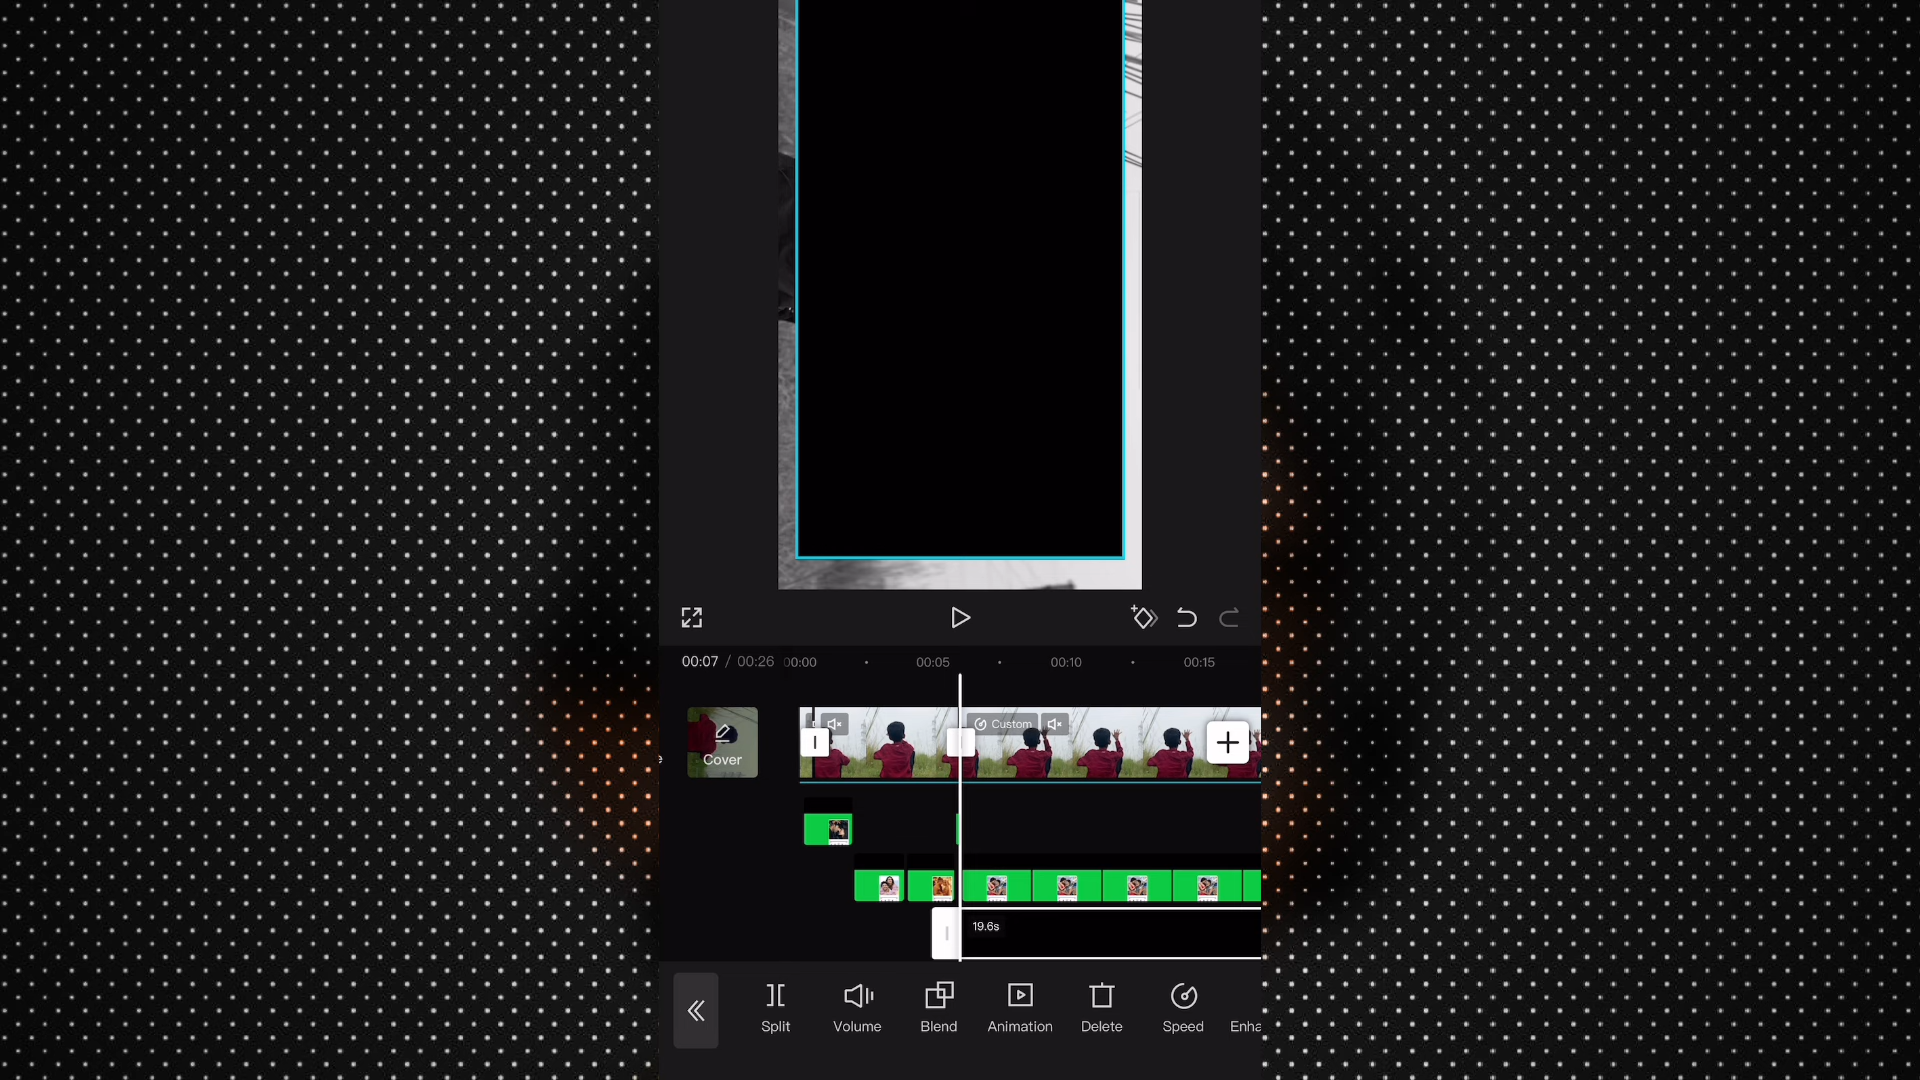 00:07 / 00:26 00:00 00:05 00:10 00:15
Custom
Cover
19.6s
Split Volume Blend Animation Delete Speed Enha